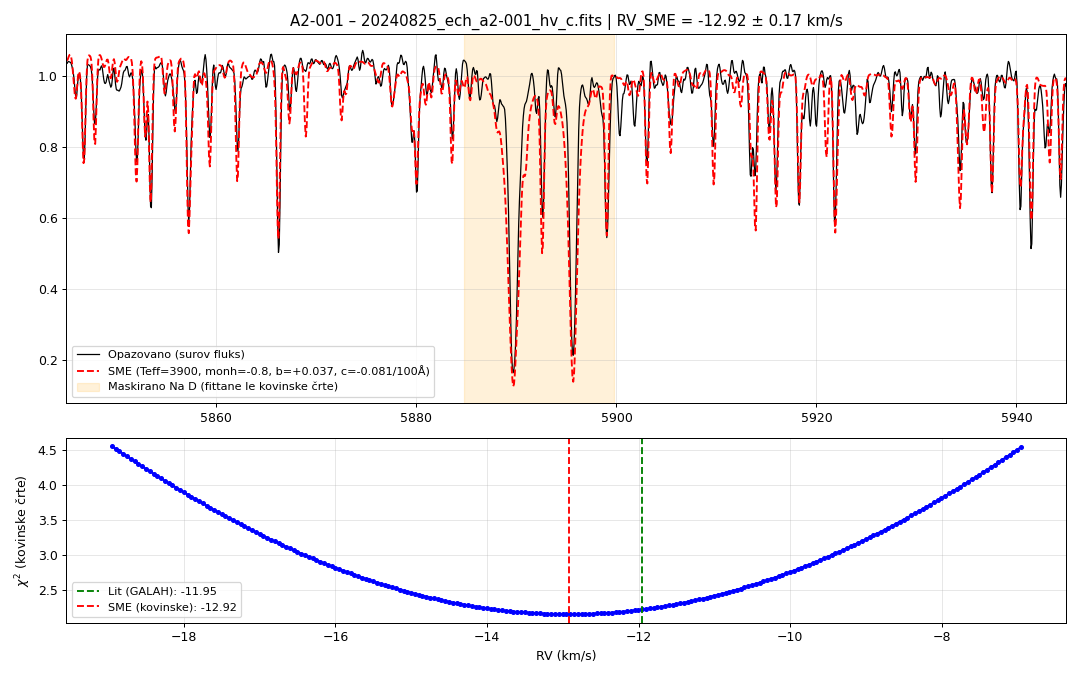 A2-001 – 20240825_ech_a2-001_hv_c.fits | RV_SME = -12.92 ± 0.17 km/s
1.0
0.8
0.6
0.4
0.2
Opazovano (surov fluks)
SME (Teff=3900, monh=-0.8, b=+0.037, c=-0.081/100Å)
Maskirano Na D (fittane le kovinske črte)
5860 5880 5900 5920 5940
4.5
4.0
3.5
3.0
2.5
χ² (kovinske črte)
Lit (GALAH): -11.95
SME (kovinske): -12.92
−18 −16 −14 −12 −10 −8
RV (km/s)